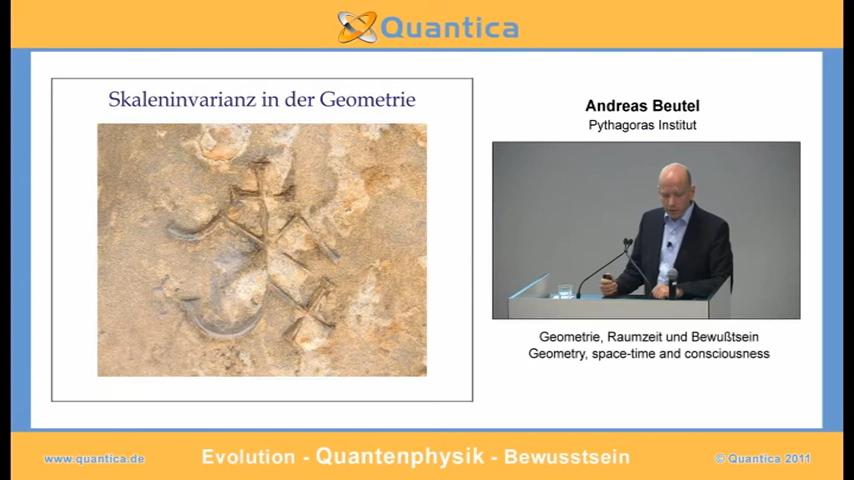 Quantica
Skaleninvarianz in der Geometrie
Andreas Beutel
Pythagoras Institut
Geometrie, Raumzeit und Bewußtsein
Geometry, space-time and consciousness
www.quantica.de
Evolution - Quantenphysik - Bewusstsein
© Quantica 2011